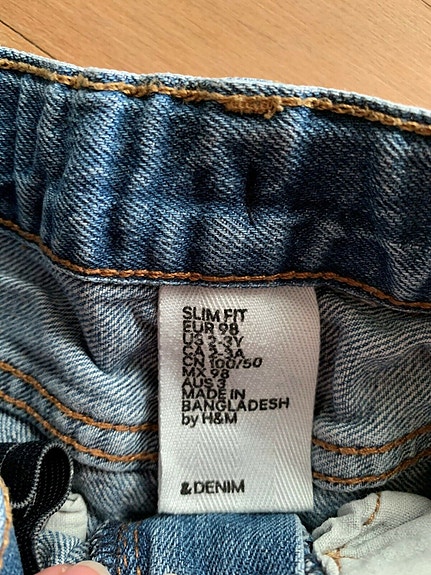 SLIM FIT
EUR 98
US 2-3Y
CA 2-3A
CN 100/50
MX 98
AUS 3
MADE IN
BANGLADESH
by H&M
& DENIM